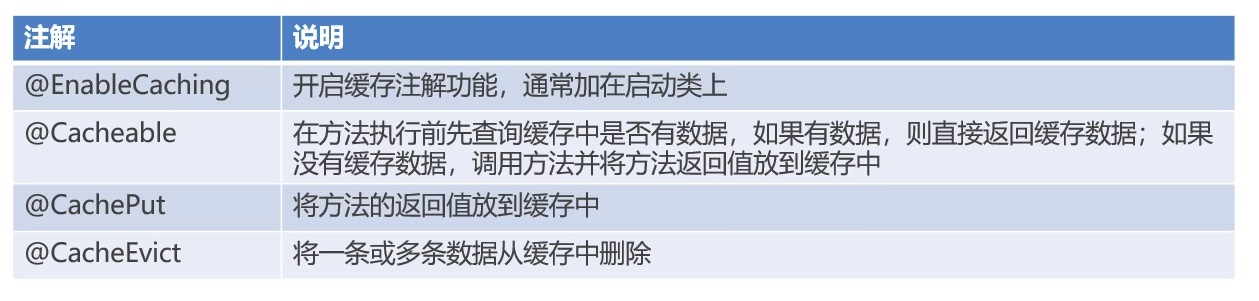 注解 说明
@EnableCaching 开启缓存注解功能，通常加在启动类上
@Cacheable 在方法执行前先查询缓存中是否有数据，如果有数据，则直接返回缓存数据；如果
没有缓存数据，调用方法并将方法返回值放到缓存中
@CachePut 将方法的返回值放到缓存中
@CacheEvict 将一条或多条数据从缓存中删除